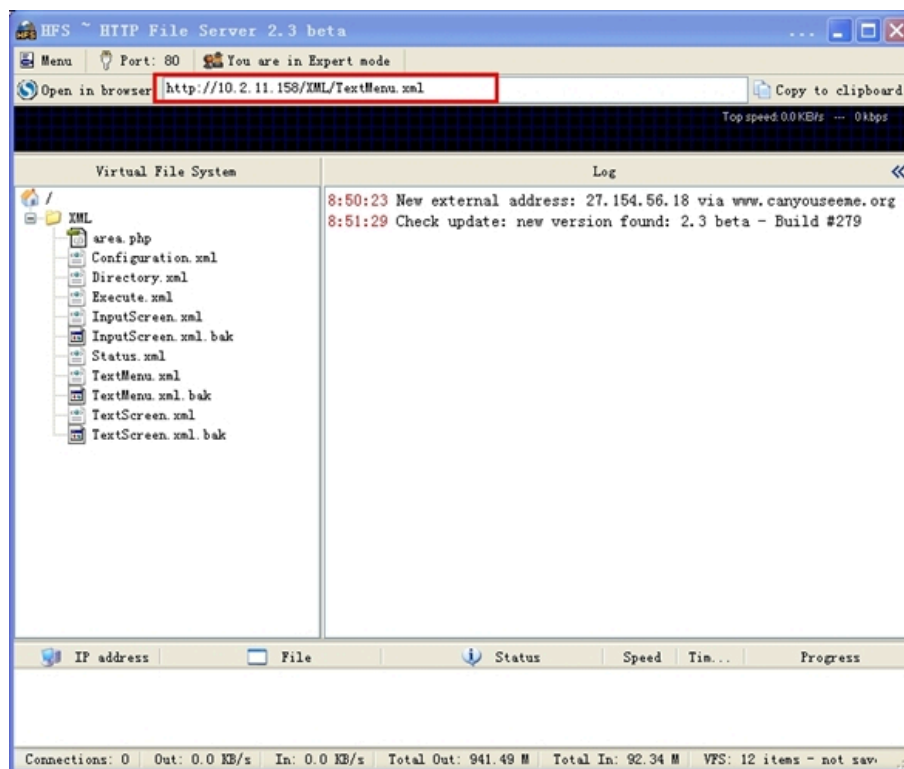 HFS ~ HTTP File Server 2.3 beta ...
Menu Port: 80 You are in Expert mode
Open in browser http://10.2.11.158/XML/TextMenu.xml Copy to clipboard
Top speed: 0.0 KB/s --- 0 kbps
Virtual File System Log
/
XML
area.php
Configuration.xml
Directory.xml
Execute.xml
InputScreen.xml
InputScreen.xml.bak
Status.xml
TextMenu.xml
TextMenu.xml.bak
TextScreen.xml
TextScreen.xml.bak
8:50:23 New external address: 27.154.56.18 via www.canyouseeme.org
8:51:29 Check update: new version found: 2.3 beta - Build #279
IP address File Status Speed Tim... Progress
Connections: 0 Out: 0.0 KB/s In: 0.0 KB/s Total Out: 941.49 M Total In: 92.34 M VFS: 12 items - not sav